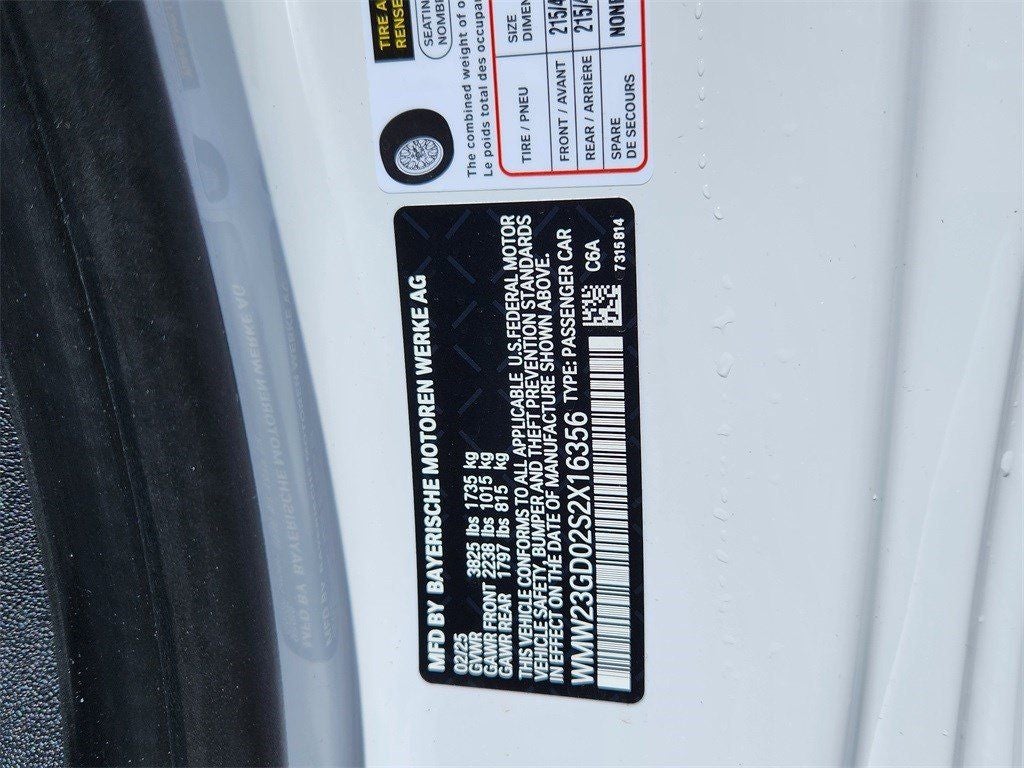 TIRE A
RENSE
SEATIN
NOMBR
The combined weight of o
Le poids total des occupa
TIRE / PNEU
SIZE
DIMEN
FRONT / AVANT 215/4
REAR / ARRIÈRE 215/4
SPARE
DE SECOURS
NONE
MFD BY BAYERISCHE MOTOREN WERKE AG
02/25
GVWR 3825 lbs 1735 kg
GAWR FRONT 2238 lbs 1015 kg
GAWR REAR 1797 lbs 815 kg
THIS VEHICLE CONFORMS TO ALL APPLICABLE U.S. FEDERAL MOTOR
VEHICLE SAFETY, BUMPER AND THEFT PREVENTION STANDARDS
IN EFFECT ON THE DATE OF MANUFACTURE SHOWN ABOVE.
WMW23GD02S2X16356 TYPE: PASSENGER CAR
C6A
7315814